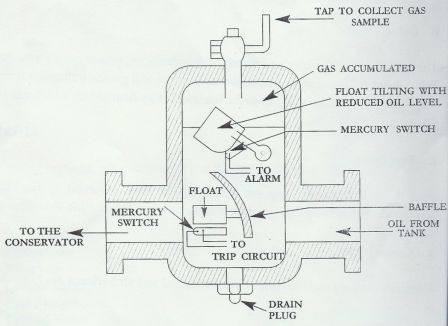 TAP TO COLLECT GAS
SAMPLE
GAS ACCUMULATED
FLOAT TILTING WITH
REDUCED OIL LEVEL
MERCURY SWITCH
TO
ALARM
FLOAT
BAFFLE
MERCURY
SWITCH
OIL FROM
TANK
TO THE
CONSERVATOR
TO
TRIP CIRCUIT
DRAIN
PLUG